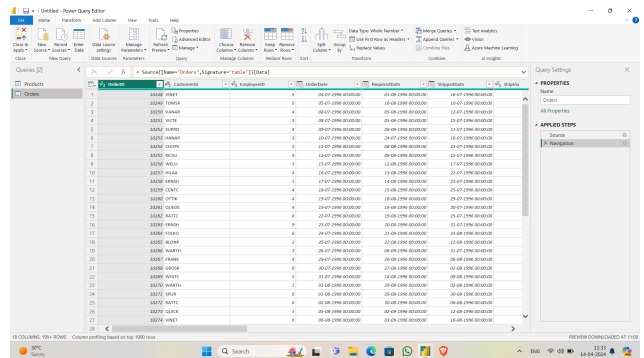 Untitled - Power Query Editor
File Home Transform Add Column View Tools Help
Close & Apply New Source Recent Sources Enter Data Data source settings Manage Parameters Refresh Preview Properties Advanced Editor Manage Choose Columns Remove Columns Keep Rows Remove Rows Split Column Group By Data Type: Whole Number Use First Row as Headers Replace Values Merge Queries Append Queries Combine Files Text Analytics Vision Azure Machine Learning
Close New Query Data Sources Parameters Query Manage Columns Reduce Rows Sort Transform Combine AI Insights
Queries [2]
Products
Orders
= Source{[Name="Orders",Signature="table"]}[Data]
OrderID CustomerID EmployeeID OrderDate RequiredDate ShippedDate ShipVia
1 10248 VINET 5 04-07-1996 00:00:00 01-08-1996 00:00:00 16-07-1996 00:00:00
2 10249 TOMSP 6 05-07-1996 00:00:00 16-08-1996 00:00:00 10-07-1996 00:00:00
3 10250 HANAR 4 08-07-1996 00:00:00 05-08-1996 00:00:00 12-07-1996 00:00:00
4 10251 VICTE 3 08-07-1996 00:00:00 05-08-1996 00:00:00 15-07-1996 00:00:00
5 10252 SUPRD 4 09-07-1996 00:00:00 06-08-1996 00:00:00 11-07-1996 00:00:00
6 10253 HANAR 3 10-07-1996 00:00:00 24-07-1996 00:00:00 16-07-1996 00:00:00
7 10254 CHOPS 5 11-07-1996 00:00:00 08-08-1996 00:00:00 23-07-1996 00:00:00
8 10255 RICSU 9 12-07-1996 00:00:00 09-08-1996 00:00:00 15-07-1996 00:00:00
9 10256 WELLI 3 15-07-1996 00:00:00 12-08-1996 00:00:00 17-07-1996 00:00:00
10 10257 HILAA 4 16-07-1996 00:00:00 13-08-1996 00:00:00 22-07-1996 00:00:00
11 10258 ERNSH 1 17-07-1996 00:00:00 14-08-1996 00:00:00 23-07-1996 00:00:00
12 10259 CENTC 4 18-07-1996 00:00:00 15-08-1996 00:00:00 25-07-1996 00:00:00
13 10260 OTTIK 4 19-07-1996 00:00:00 16-08-1996 00:00:00 29-07-1996 00:00:00
14 10261 QUEDE 4 19-07-1996 00:00:00 16-08-1996 00:00:00 30-07-1996 00:00:00
15 10262 RATTC 8 22-07-1996 00:00:00 19-08-1996 00:00:00 25-07-1996 00:00:00
16 10263 ERNSH 9 23-07-1996 00:00:00 20-08-1996 00:00:00 31-07-1996 00:00:00
17 10264 FOLKO 6 24-07-1996 00:00:00 21-08-1996 00:00:00 23-08-1996 00:00:00
18 10265 BLONP 2 25-07-1996 00:00:00 22-08-1996 00:00:00 12-08-1996 00:00:00
19 10266 WARTH 3 26-07-1996 00:00:00 06-09-1996 00:00:00 31-07-1996 00:00:00
20 10267 FRANK 4 29-07-1996 00:00:00 26-08-1996 00:00:00 06-08-1996 00:00:00
21 10268 GROSR 8 30-07-1996 00:00:00 27-08-1996 00:00:00 02-08-1996 00:00:00
22 10269 WHITC 5 31-07-1996 00:00:00 14-08-1996 00:00:00 09-08-1996 00:00:00
23 10270 WARTH 1 01-08-1996 00:00:00 29-08-1996 00:00:00 02-08-1996 00:00:00
24 10271 SPLIR 6 01-08-1996 00:00:00 29-08-1996 00:00:00 30-08-1996 00:00:00
25 10272 RATTC 6 02-08-1996 00:00:00 30-08-1996 00:00:00 06-08-1996 00:00:00
26 10273 QUICK 3 05-08-1996 00:00:00 02-09-1996 00:00:00 12-08-1996 00:00:00
27 10274 VINET 6 06-08-1996 00:00:00 03-09-1996 00:00:00 16-08-1996 00:00:00
28
Query Settings
PROPERTIES
Name
Orders
All Properties
APPLIED STEPS
Source
Navigation
18 COLUMNS, 999+ ROWS Column profiling based on top 1000 rows PREVIEW DOWNLOADED AT 11:08
30°C
Sunny
Search
ENG
11:33
14-04-2024